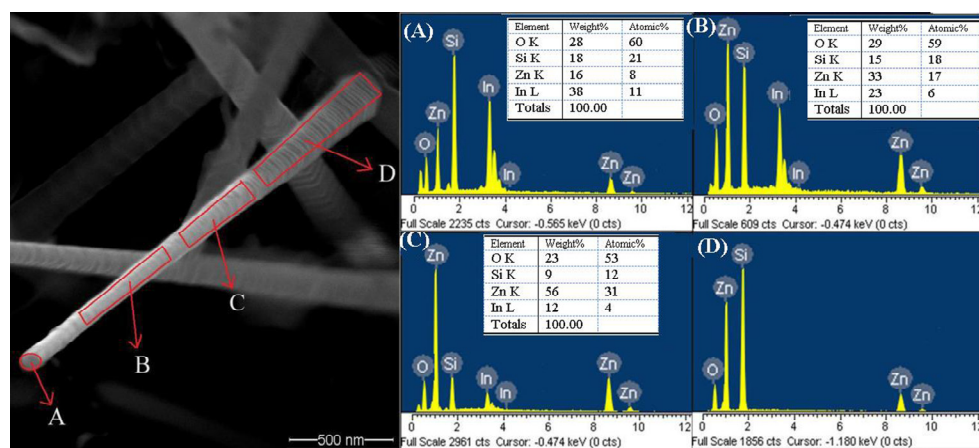 A
B
C
D
500 nm
(A)
Si
Zn
O
In
In
Zn
Zn
Element Weight% Atomic%
O K 28 60
Si K 18 21
Zn K 16 8
In L 38 11
Totals 100.00
0 2 4 6 8 10 12
Full Scale 2235 cts Cursor: -0.565 keV (0 cts)
(B)
Zn
Si
O
In
In
Zn
Zn
Element Weight% Atomic%
O K 29 59
Si K 15 18
Zn K 33 17
In L 23 6
Totals 100.00
0 2 4 6 8 10 12
Full Scale 609 cts Cursor: -0.474 keV (0 cts)
(C)
Zn
O
Si
In
In
Zn
Zn
Element Weight% Atomic%
O K 23 53
Si K 9 12
Zn K 56 31
In L 12 4
Totals 100.00
0 2 4 6 8 10 12
Full Scale 2961 cts Cursor: -0.474 keV (0 cts)
(D)
Si
Zn
O
Zn
Zn
0 2 4 6 8 10 12
Full Scale 1856 cts Cursor: -1.180 keV (0 cts)